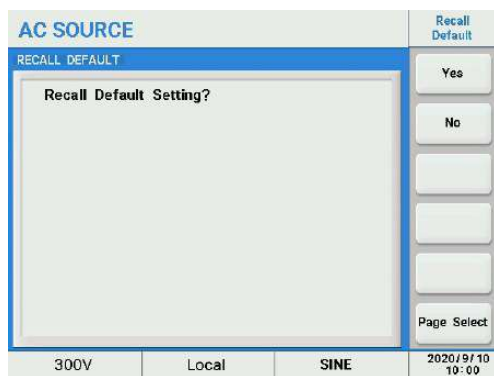 AC SOURCE
Recall
Default
RECALL DEFAULT
Recall Default Setting?
Yes
No
Page Select
300V
Local
SINE
2020/9/10
10:00